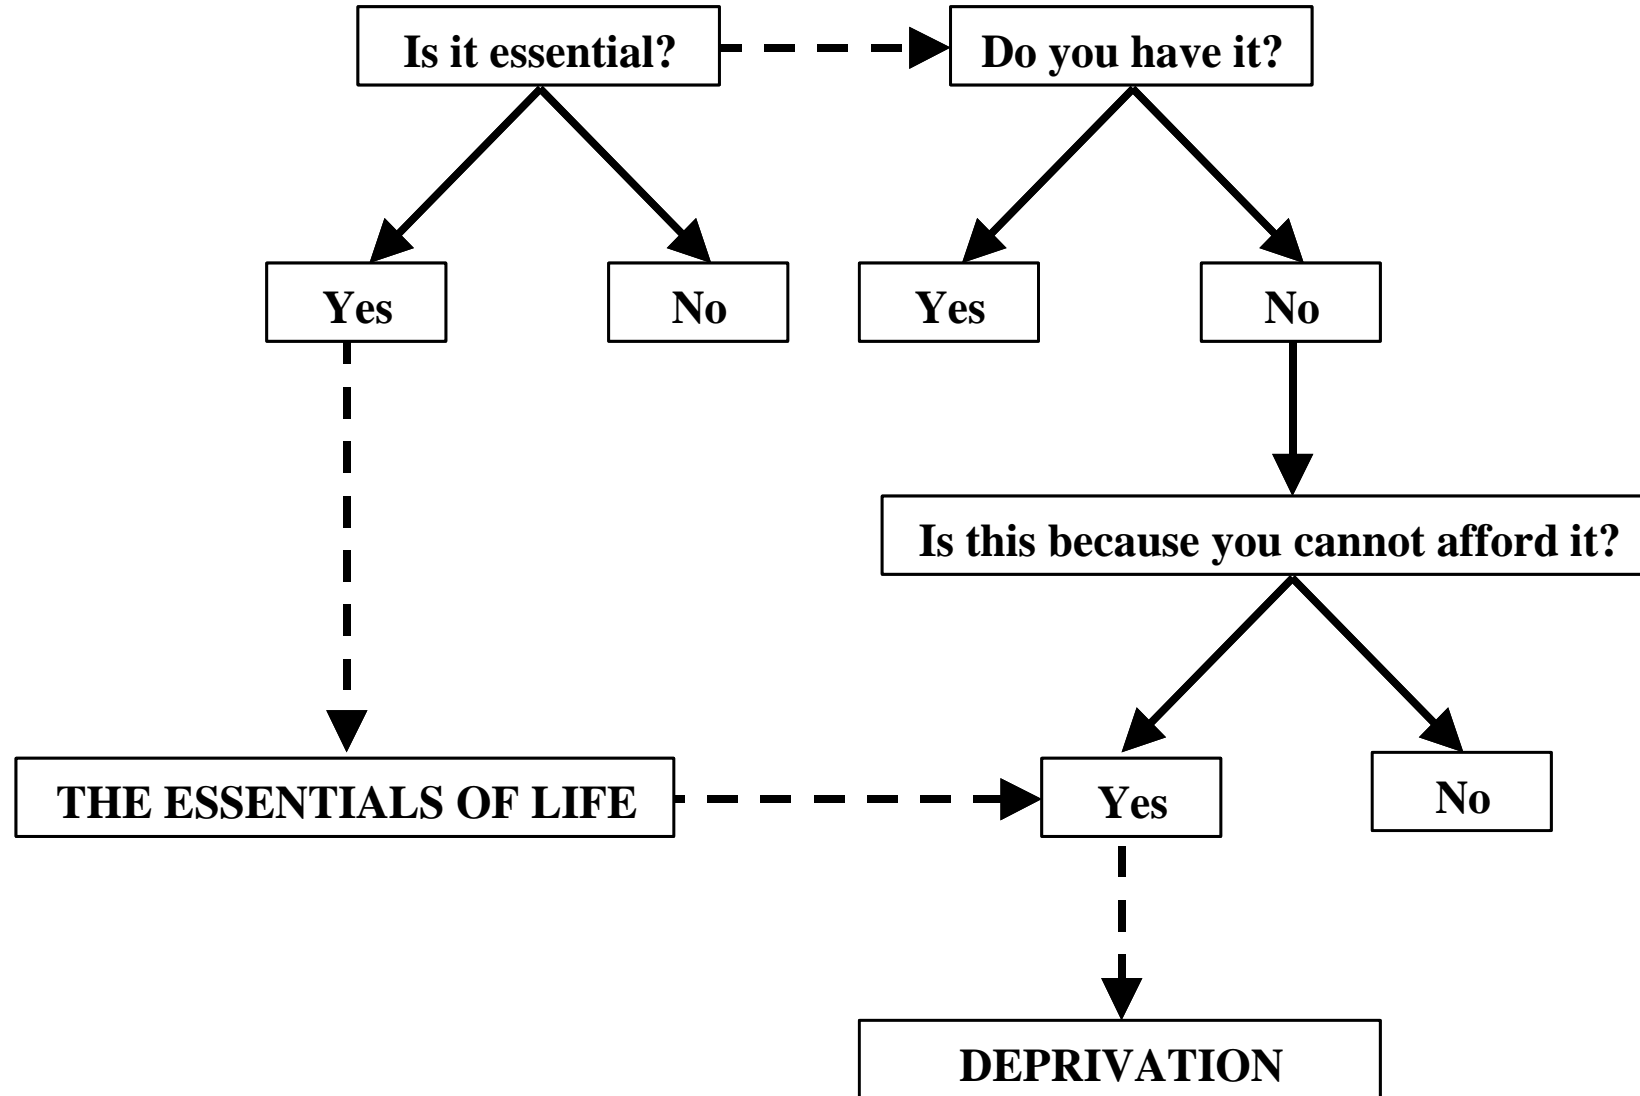 Is it essential?
Do you have it?
Yes
No
Yes
No
Is this because you cannot afford it?
THE ESSENTIALS OF LIFE
Yes
No
DEPRIVATION